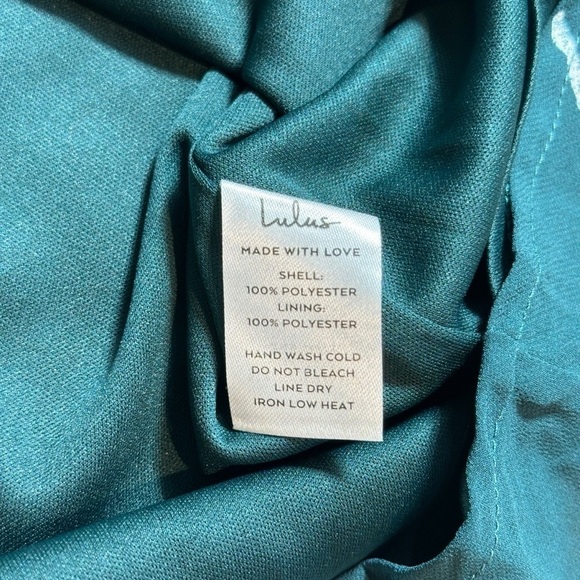 Lulus
MADE WITH LOVE
SHELL:
100% POLYESTER
LINING:
100% POLYESTER
HAND WASH COLD
DO NOT BLEACH
LINE DRY
IRON LOW HEAT